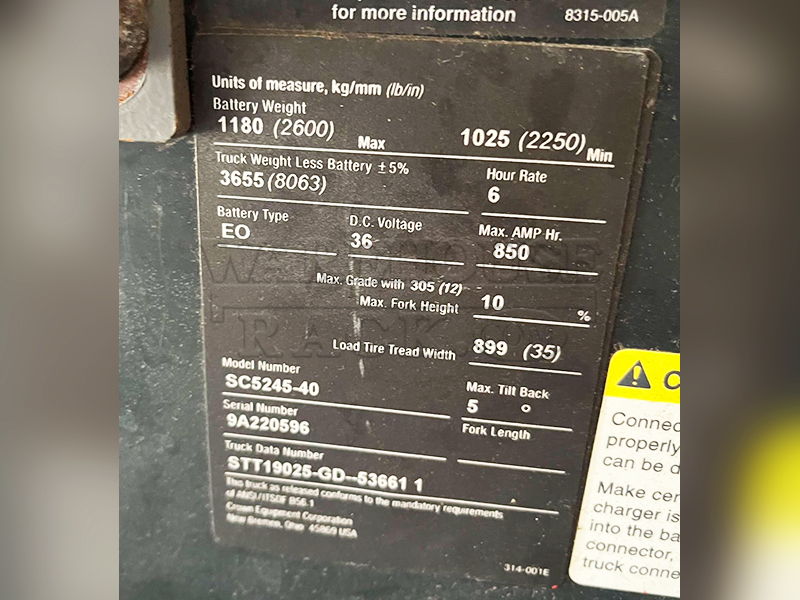 for more information 8315-005A
Units of measure, kg/mm (lb/in)
Battery Weight
1180 (2600) Max 1025 (2250) Min
Truck Weight Less Battery ± 5%
3655 (8063)
Hour Rate
6
Battery Type
EO
D.C. Voltage
36
Max. AMP Hr.
850
Max. Grade with 305 (12)
Max. Fork Height 10 %
Load Tire Tread Width 899 (35)
Model Number
SC5245-40
Max. Tilt Back
5 °
Serial Number
9A220596
Fork Length
Truck Data Number
STT19025-GD--53661 1
This truck as released conforms to the mandatory requirements
of ANSI/ITSDF B56.1
Crown Equipment Corporation
New Bremen, Ohio 45869 USA
314-001E
WAREHOUSE
RACK
Connec
properly
can be d
Make cer
charger is
into the ba
connector,
truck conne